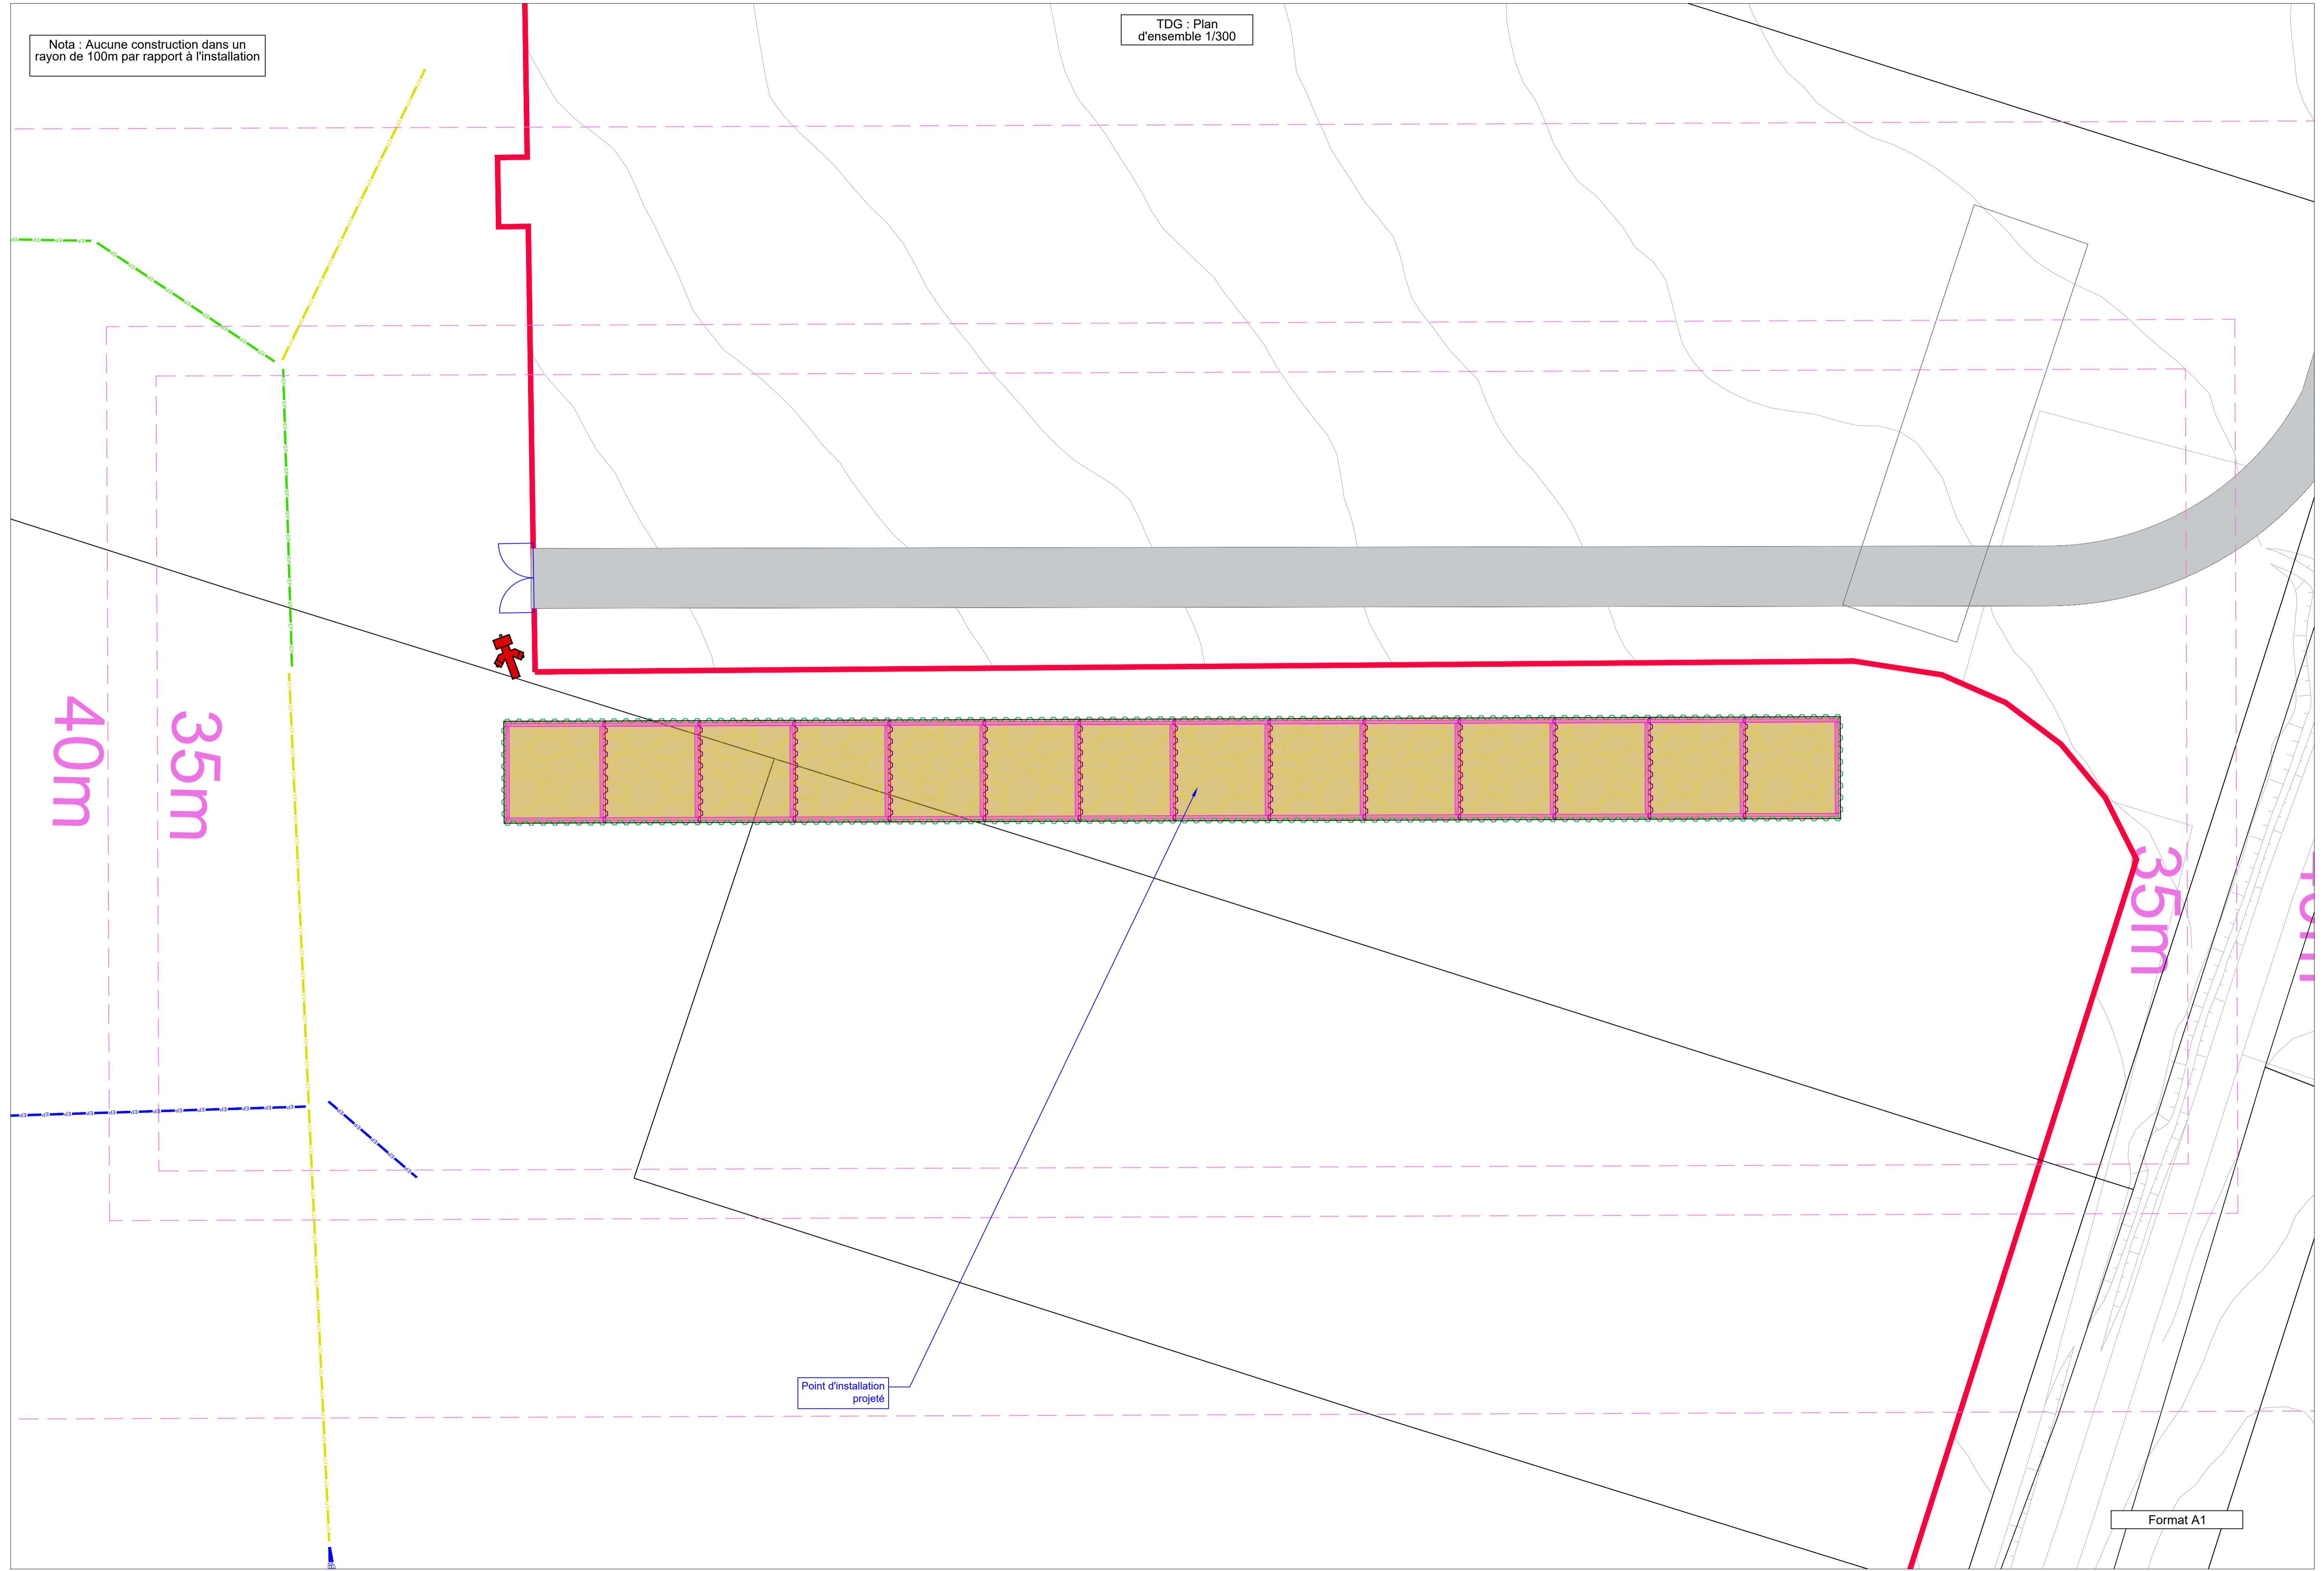 Nota : Aucune construction dans un
rayon de 100m par rapport à l'installation
TDG : Plan
d'ensemble 1/300
40m
35m
35m
Point d'installation
projeté
Format A1